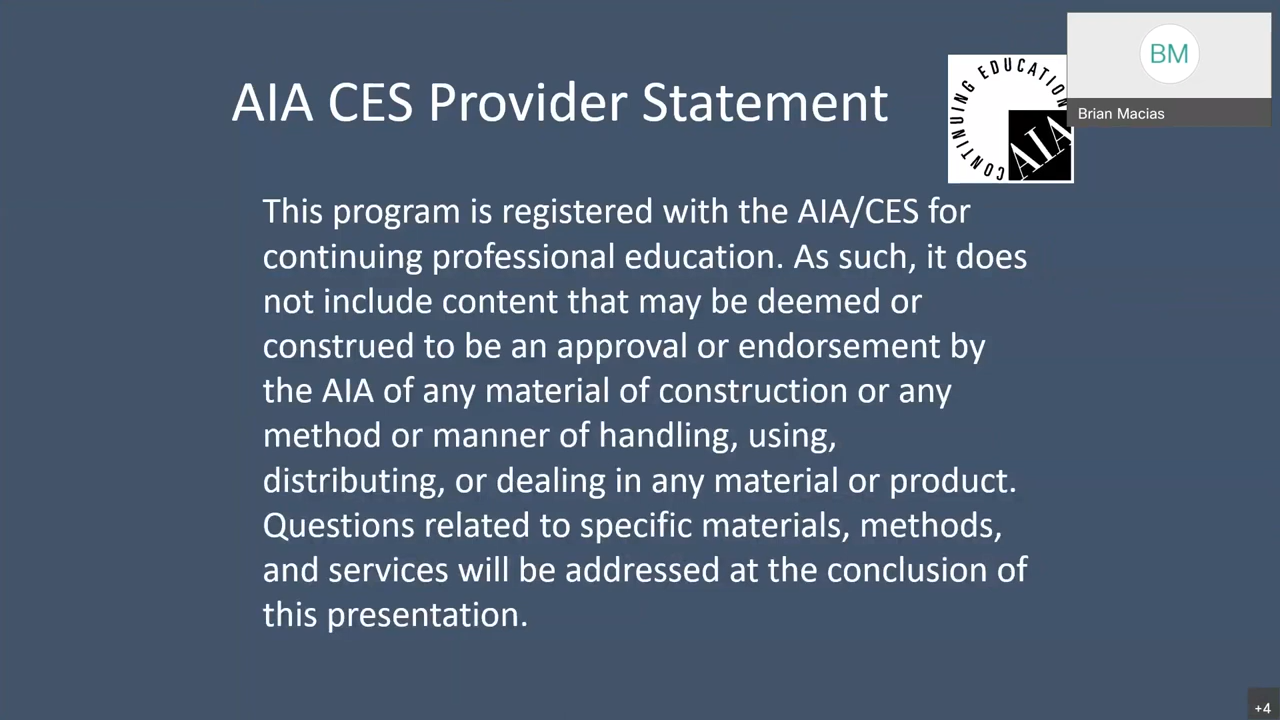 AIA CES Provider Statement
CONTINUING EDUCATION
AIA
BM
Brian Macias
This program is registered with the AIA/CES for
continuing professional education. As such, it does
not include content that may be deemed or
construed to be an approval or endorsement by
the AIA of any material of construction or any
method or manner of handling, using,
distributing, or dealing in any material or product.
Questions related to specific materials, methods,
and services will be addressed at the conclusion of
this presentation.
+4